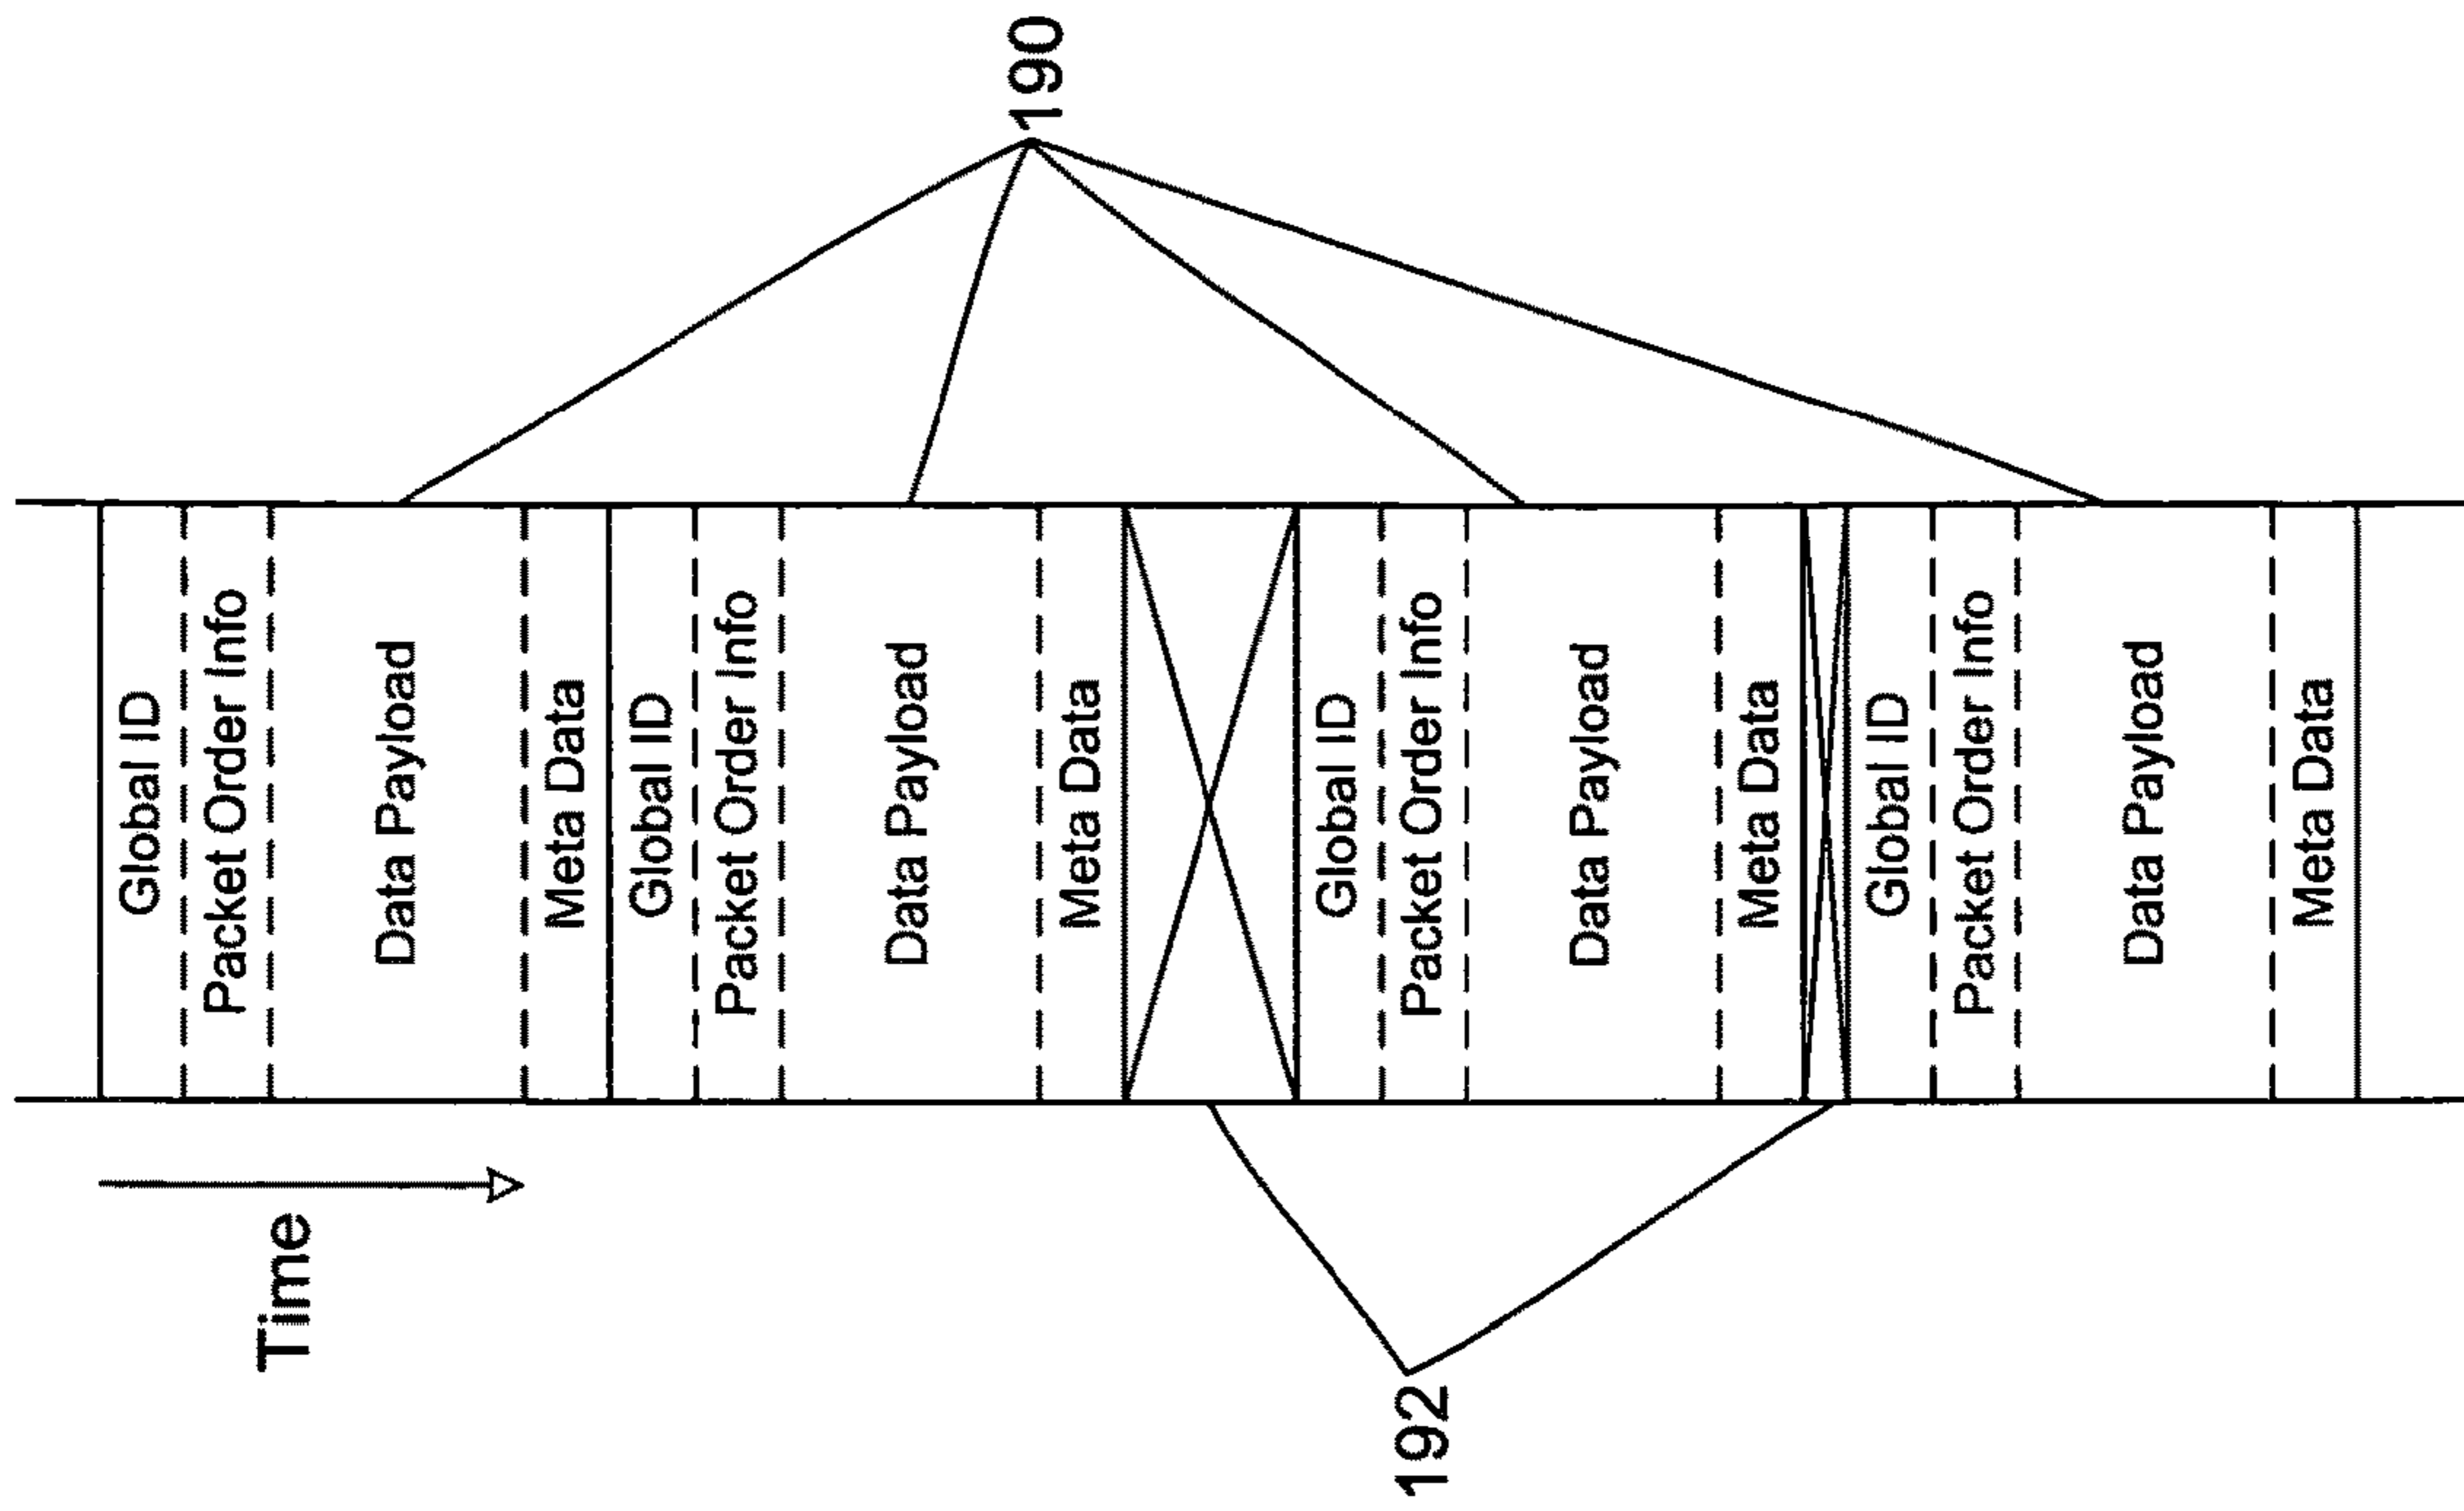 Time
Global ID
Packet Order Info
Data Payload
Meta Data
Global ID
Packet Order Info
Data Payload
Meta Data
Global ID
Packet Order Info
Data Payload
Meta Data
Global ID
Packet Order Info
Data Payload
Meta Data
190
192